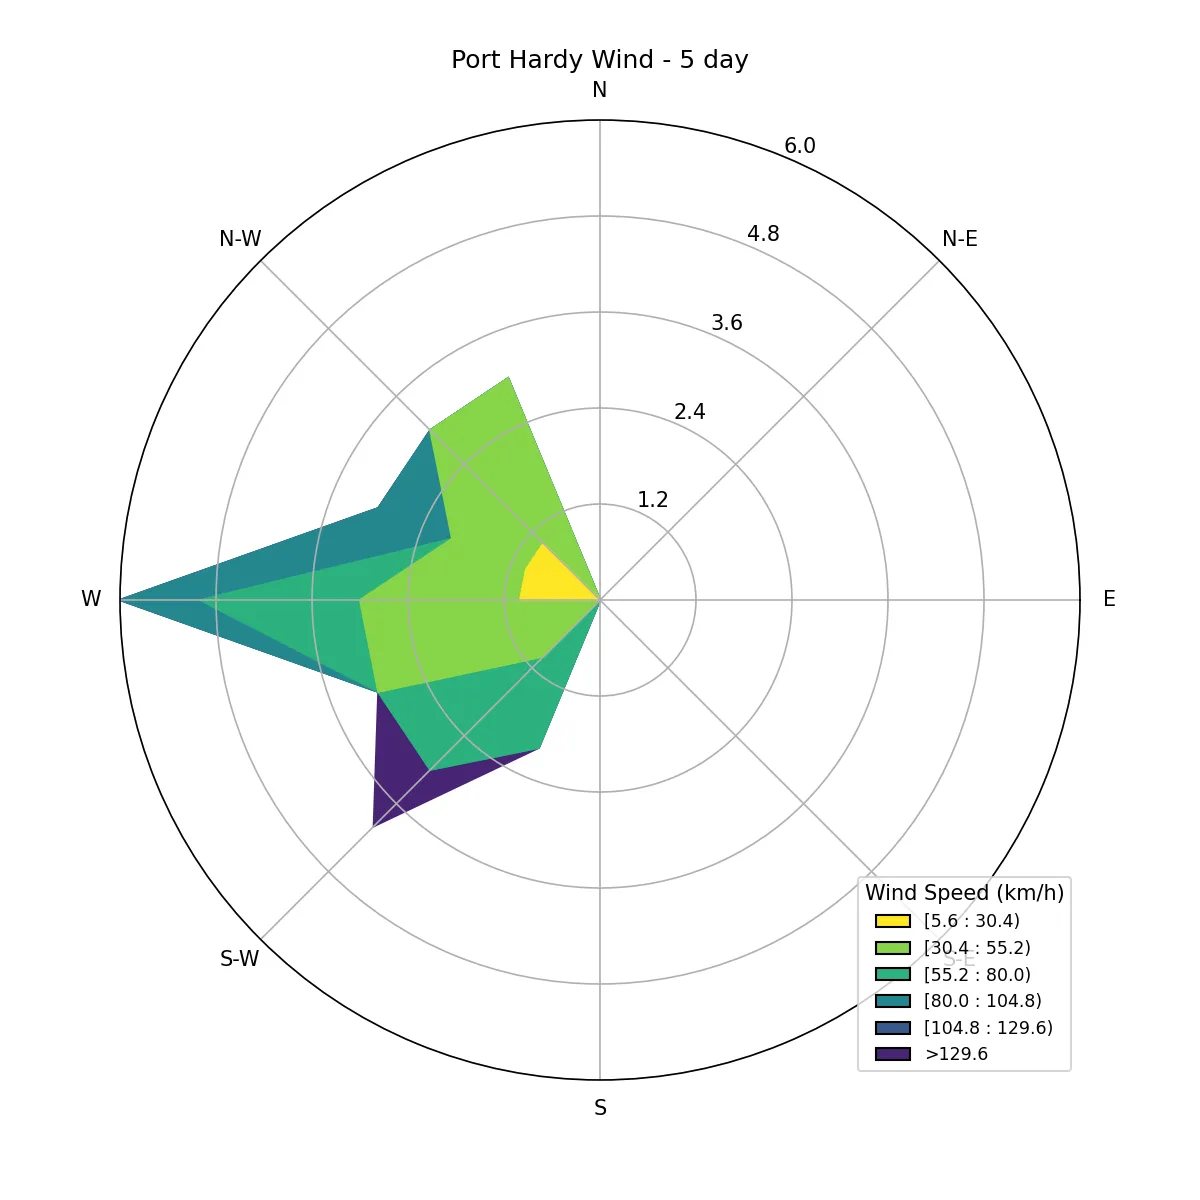 Port Hardy Wind - 5 day
N
6.0
N-W
N-E
4.8
3.6
2.4
1.2
W
E
S-W
S-E
S
Wind Speed (km/h)
[5.6 : 30.4)
[30.4 : 55.2)
[55.2 : 80.0)
[80.0 : 104.8)
[104.8 : 129.6)
>129.6